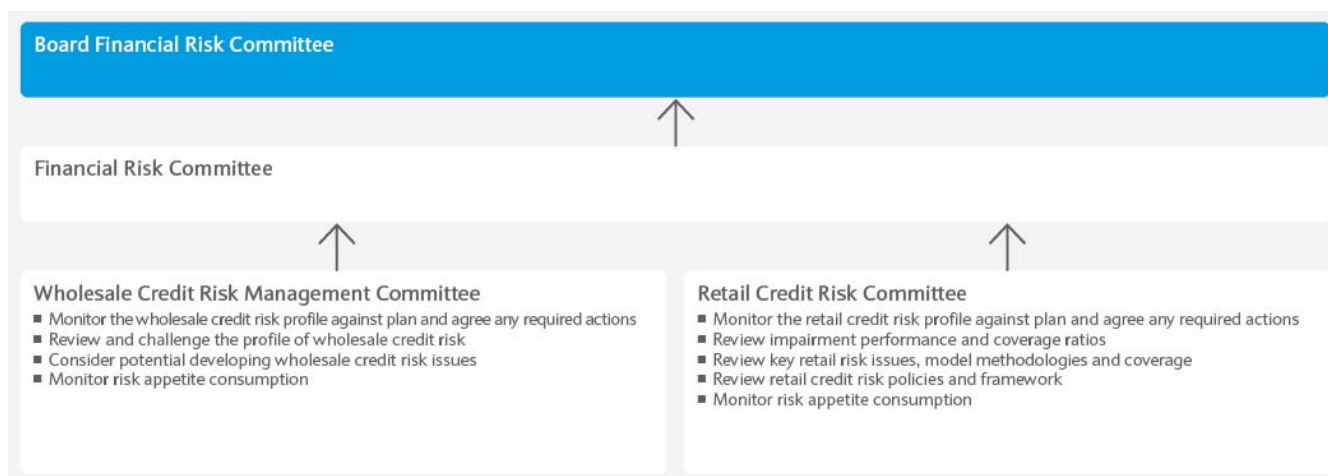 Board Financial Risk Committee
Financial Risk Committee
Wholesale Credit Risk Management Committee
■ Monitor the wholesale credit risk profile against plan and agree any required actions
■ Review and challenge the profile of wholesale credit risk
■ Consider potential developing wholesale credit risk issues
■ Monitor risk appetite consumption
Retail Credit Risk Committee
■ Monitor the retail credit risk profile against plan and agree any required actions
■ Review impairment performance and coverage ratios
■ Review key retail risk issues, model methodologies and coverage
■ Review retail credit risk policies and framework
■ Monitor risk appetite consumption